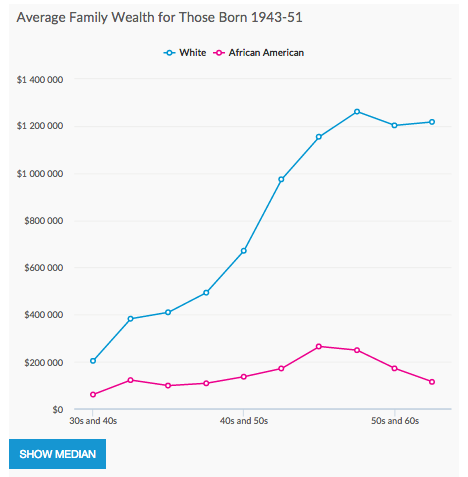 Average Family Wealth for Those Born 1943-51
White African American
$1 400 000
$1 200 000
$1 000 000
$800 000
$600 000
$400 000
$200 000
$0
30s and 40s 40s and 50s 50s and 60s
SHOW MEDIAN